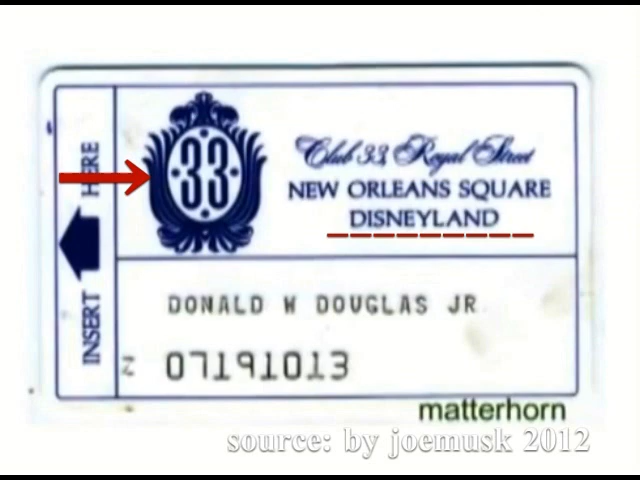 33
Club 33, Royal Street
NEW ORLEANS SQUARE
DISNEYLAND
INSERT HERE
DONALD W DOUGLAS JR
Z 07191013
matterhorn
source: by joemusk 2012